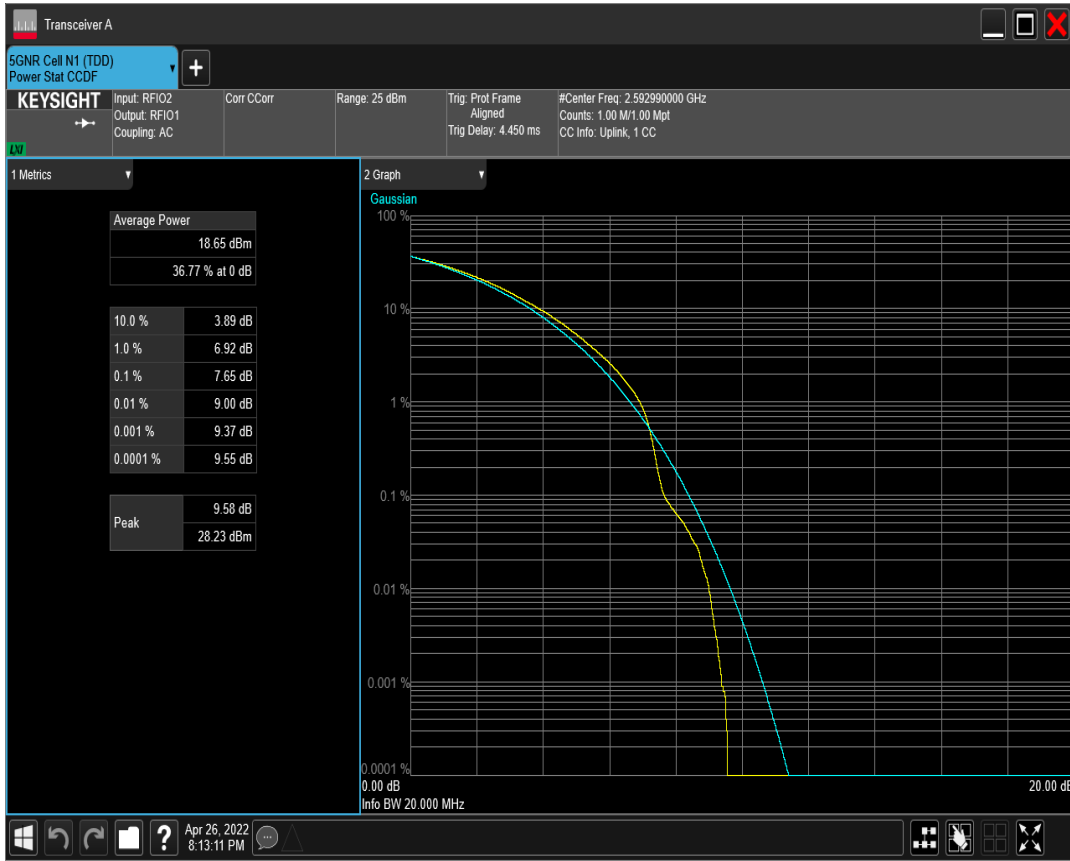 Transceiver A
5GNR Cell N1 (TDD)
Power Stat CCDF
KEYSIGHT
Input: RFIO2
Output: RFIO1
Coupling: AC
Corr CCorr
Range: 25 dBm
Trig: Prot Frame
Aligned
Trig Delay: 4.450 ms
#Center Freq: 2.592990000 GHz
Counts: 1.00 M/1.00 Mpt
CC Info: Uplink, 1 CC
LXI
1 Metrics
Average Power
18.65 dBm
36.77 % at 0 dB
10.0 % 3.89 dB
1.0 % 6.92 dB
0.1 % 7.65 dB
0.01 % 9.00 dB
0.001 % 9.37 dB
0.0001 % 9.55 dB
Peak
9.58 dB
28.23 dBm
2 Graph
Gaussian
100 %
10 %
1 %
0.1 %
0.01 %
0.001 %
0.0001 %
0.00 dB 20.00 dB
Info BW 20.000 MHz
?
Apr 26, 2022
8:13:11 PM